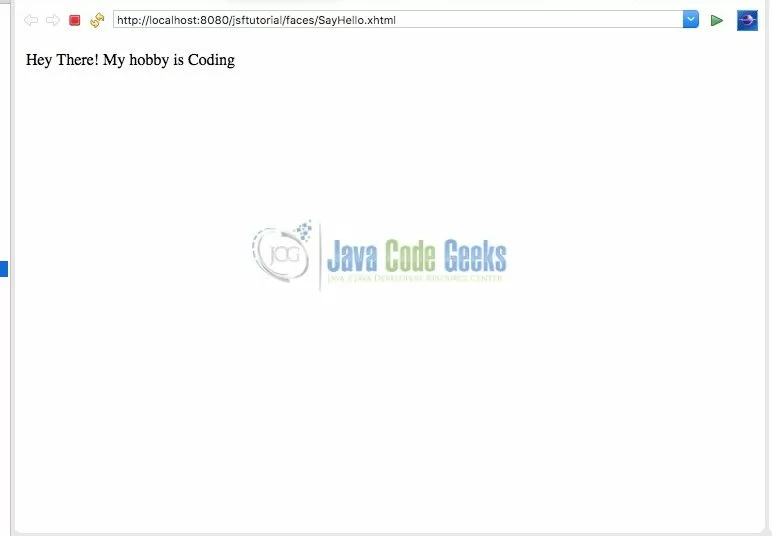 http://localhost:8080/jsftutorial/faces/SayHello.xhtml
Hey There! My hobby is Coding
JCG
Java Code Geeks
JAVA 2 JAVA DEVELOPERS RESOURCE CENTER